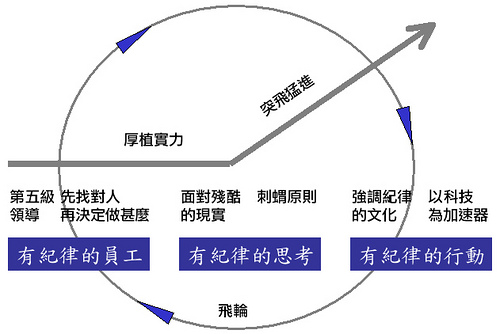 突飛猛進
厚植實力
第五級
領導
先找對人
再決定做甚麼
面對殘酷
的現實
刺蝟原則
強調紀律
的文化
以科技
為加速器
有紀律的員工
有紀律的思考
有紀律的行動
飛輪